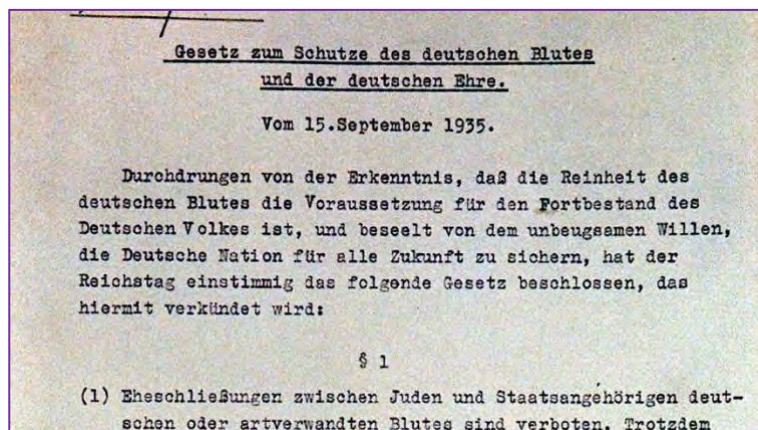 Gesetz zum Schutze des deutschen Blutes
und der deutschen Ehre.
Vom 15.September 1935.
Durchdrungen von der Erkenntnis, daß die Reinheit des
deutschen Blutes die Voraussetzung für den Fortbestand des
Deutschen Volkes ist, und beseelt von dem unbeugsamen Willen,
die Deutsche Nation für alle Zukunft zu sichern, hat der
Reichstag einstimmig das folgende Gesetz beschlossen, das
hiermit verkündet wird:
§ 1
(1) Eheschließungen zwischen Juden und Staatsangehörigen deut-
schen oder artverwandten Blutes sind verboten. Trotzdem